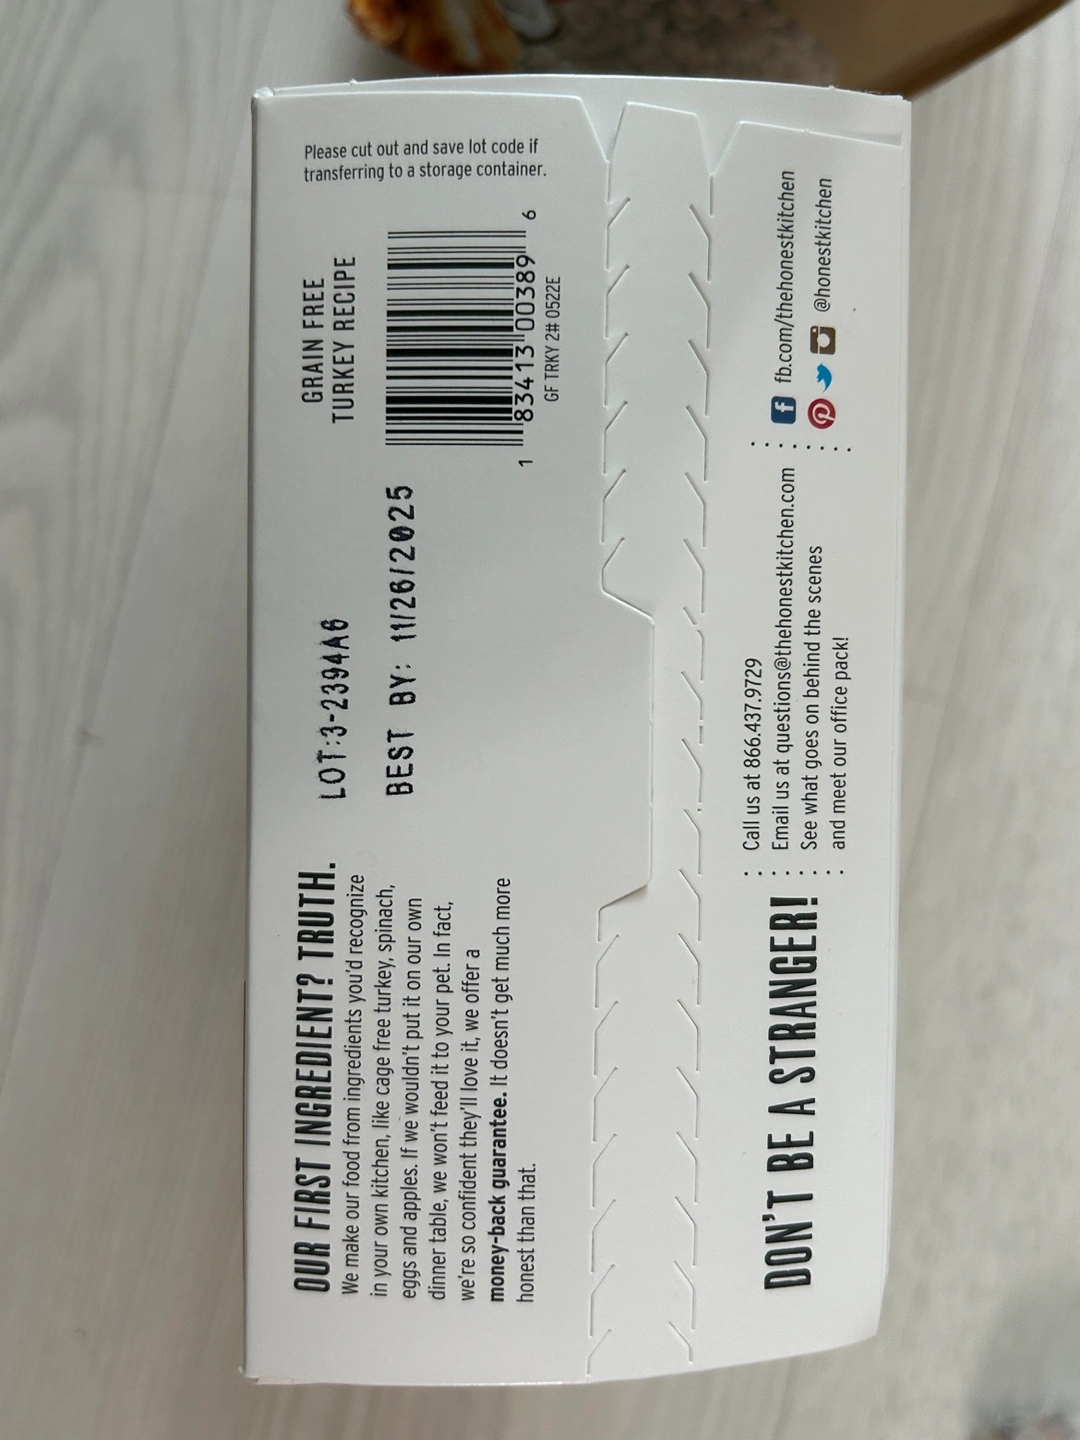 OUR FIRST INGREDIENT? TRUTH.
We make our food from ingredients you'd recognize
in your own kitchen, like cage free turkey, spinach,
eggs and apples. If we wouldn't put it on our own
dinner table, we won't feed it to your pet. In fact,
we're so confident they'll love it, we offer a
money-back guarantee. It doesn't get much more
honest than that.
LOT:3-2394A6
BEST BY: 11/26/2025
GRAIN FREE
TURKEY RECIPE
1 83413 00389 6
GF TRKY 2# 0522E
Please cut out and save lot code if
transferring to a storage container.
DON'T BE A STRANGER!
Call us at 866.437.9729
Email us at questions@thehonestkitchen.com
See what goes on behind the scenes
and meet our office pack!
fb.com/thehonestkitchen
@honestkitchen